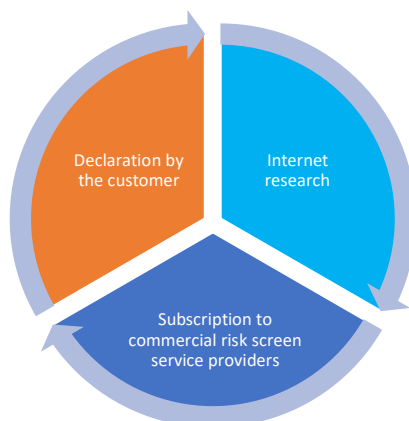 Declaration by
the customer
Internet
research
Subscription to
commercial risk screen
service providers